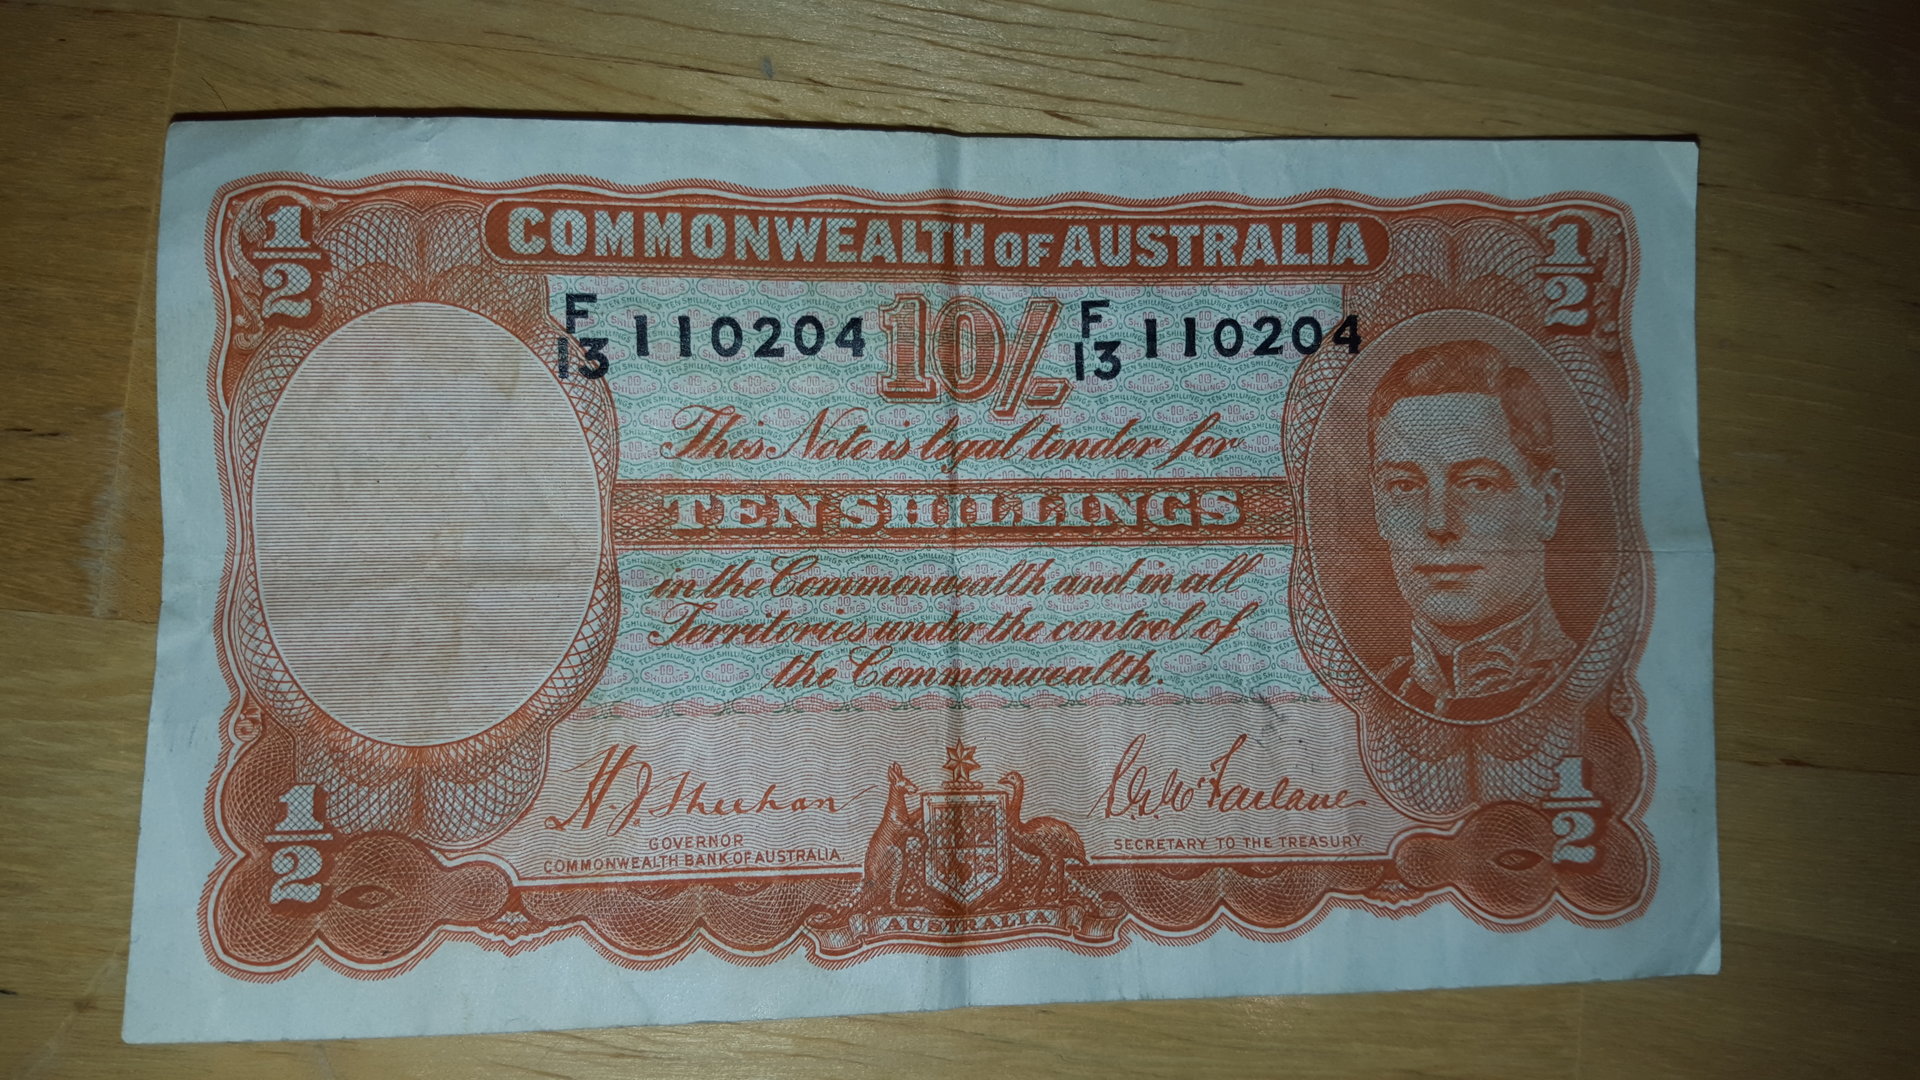 1/2 COMMONWEALTH OF AUSTRALIA 1/2
F/13 110204 10/- F/13 110204
This Note is legal tender for
TEN SHILLINGS
in the Commonwealth and in all
Territories under the control of
the Commonwealth.
H.J. Sheehan
GOVERNOR
COMMONWEALTH BANK OF AUSTRALIA
S.G. McFarlane
SECRETARY TO THE TREASURY
1/2 AUSTRALIA 1/2